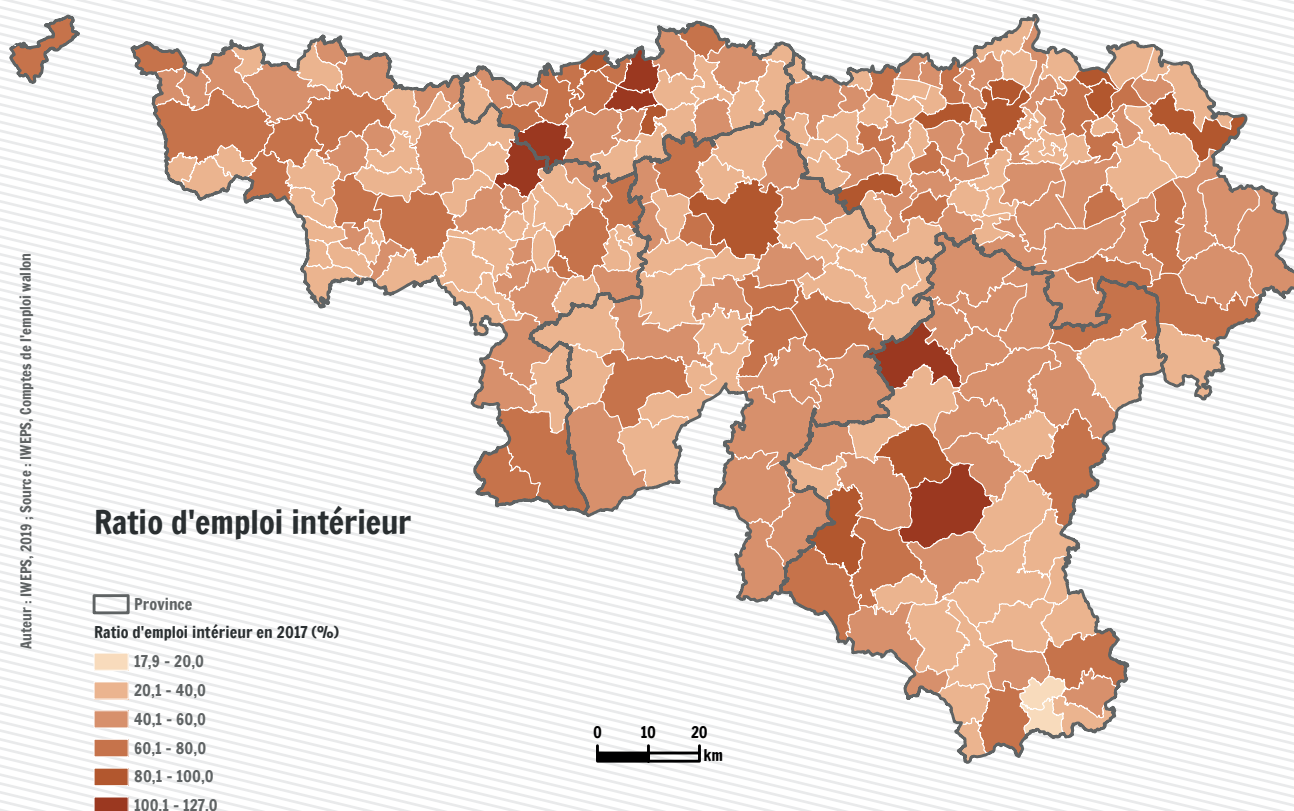 Auteur : IWEPS, 2019 ; Source : IWEPS, Comptes de l'emploi wallon
Ratio d'emploi intérieur
Province
Ratio d'emploi intérieur en 2017 (%)
17,9 - 20,0
20,1 - 40,0
40,1 - 60,0
60,1 - 80,0
80,1 - 100,0
100,1 - 127,0
0 10 20
km